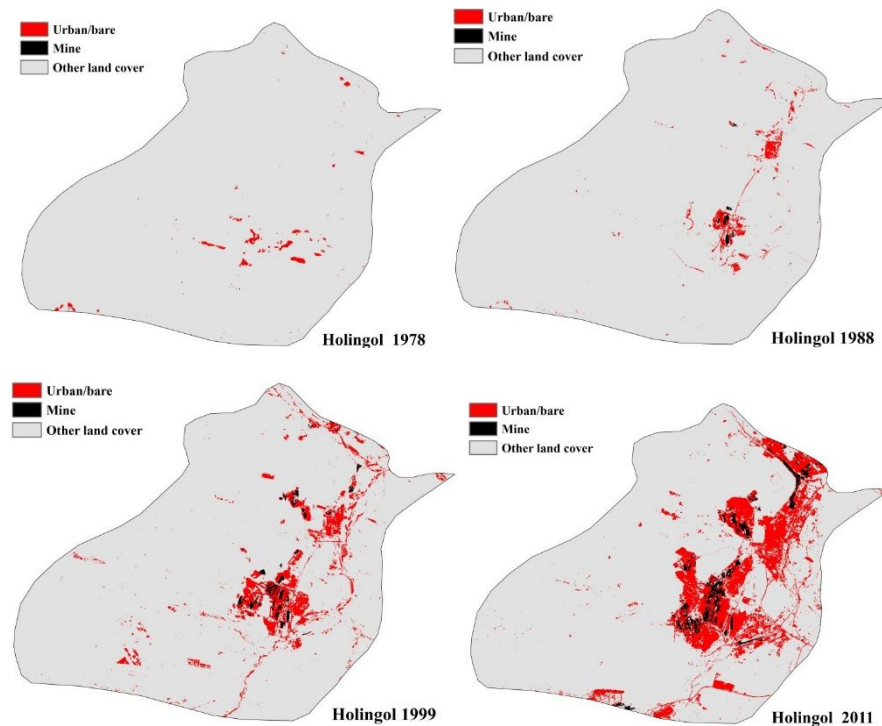 Urban/bare
Mine
Other land cover
Holingol 1978
Urban/bare
Mine
Other land cover
Holingol 1988
Urban/bare
Mine
Other land cover
Holingol 1999
Urban/bare
Mine
Other land cover
Holingol 2011